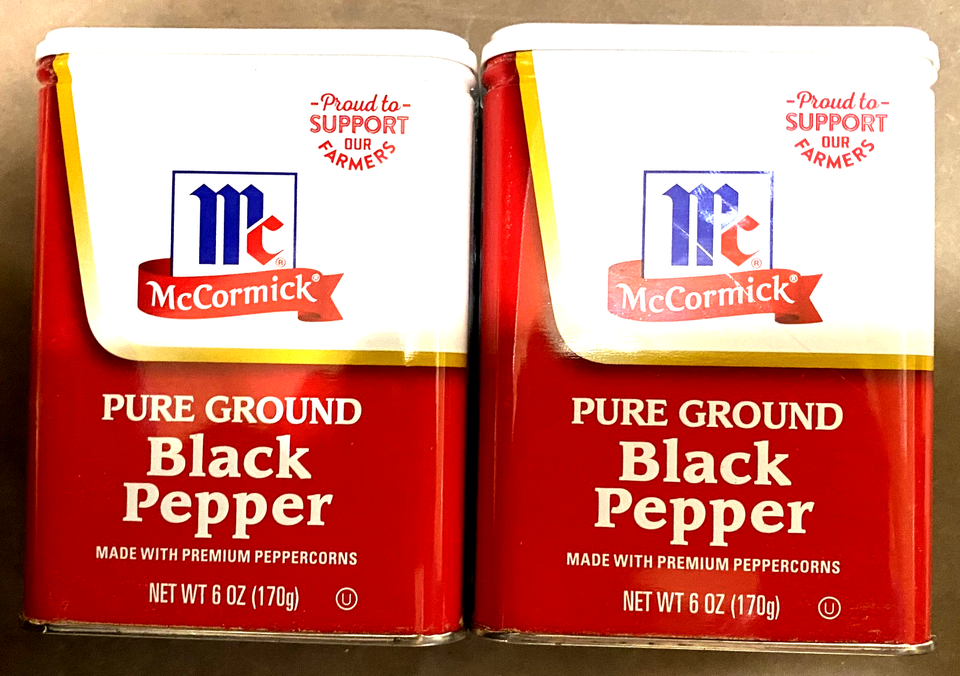 -Proud to-
SUPPORT
OUR
FARMERS
Mc®
McCormick®
PURE GROUND
Black
Pepper
MADE WITH PREMIUM PEPPERCORNS
NET WT 6 OZ (170g) U
-Proud to-
SUPPORT
OUR
FARMERS
Mc®
McCormick®
PURE GROUND
Black
Pepper
MADE WITH PREMIUM PEPPERCORNS
NET WT 6 OZ (170g) U